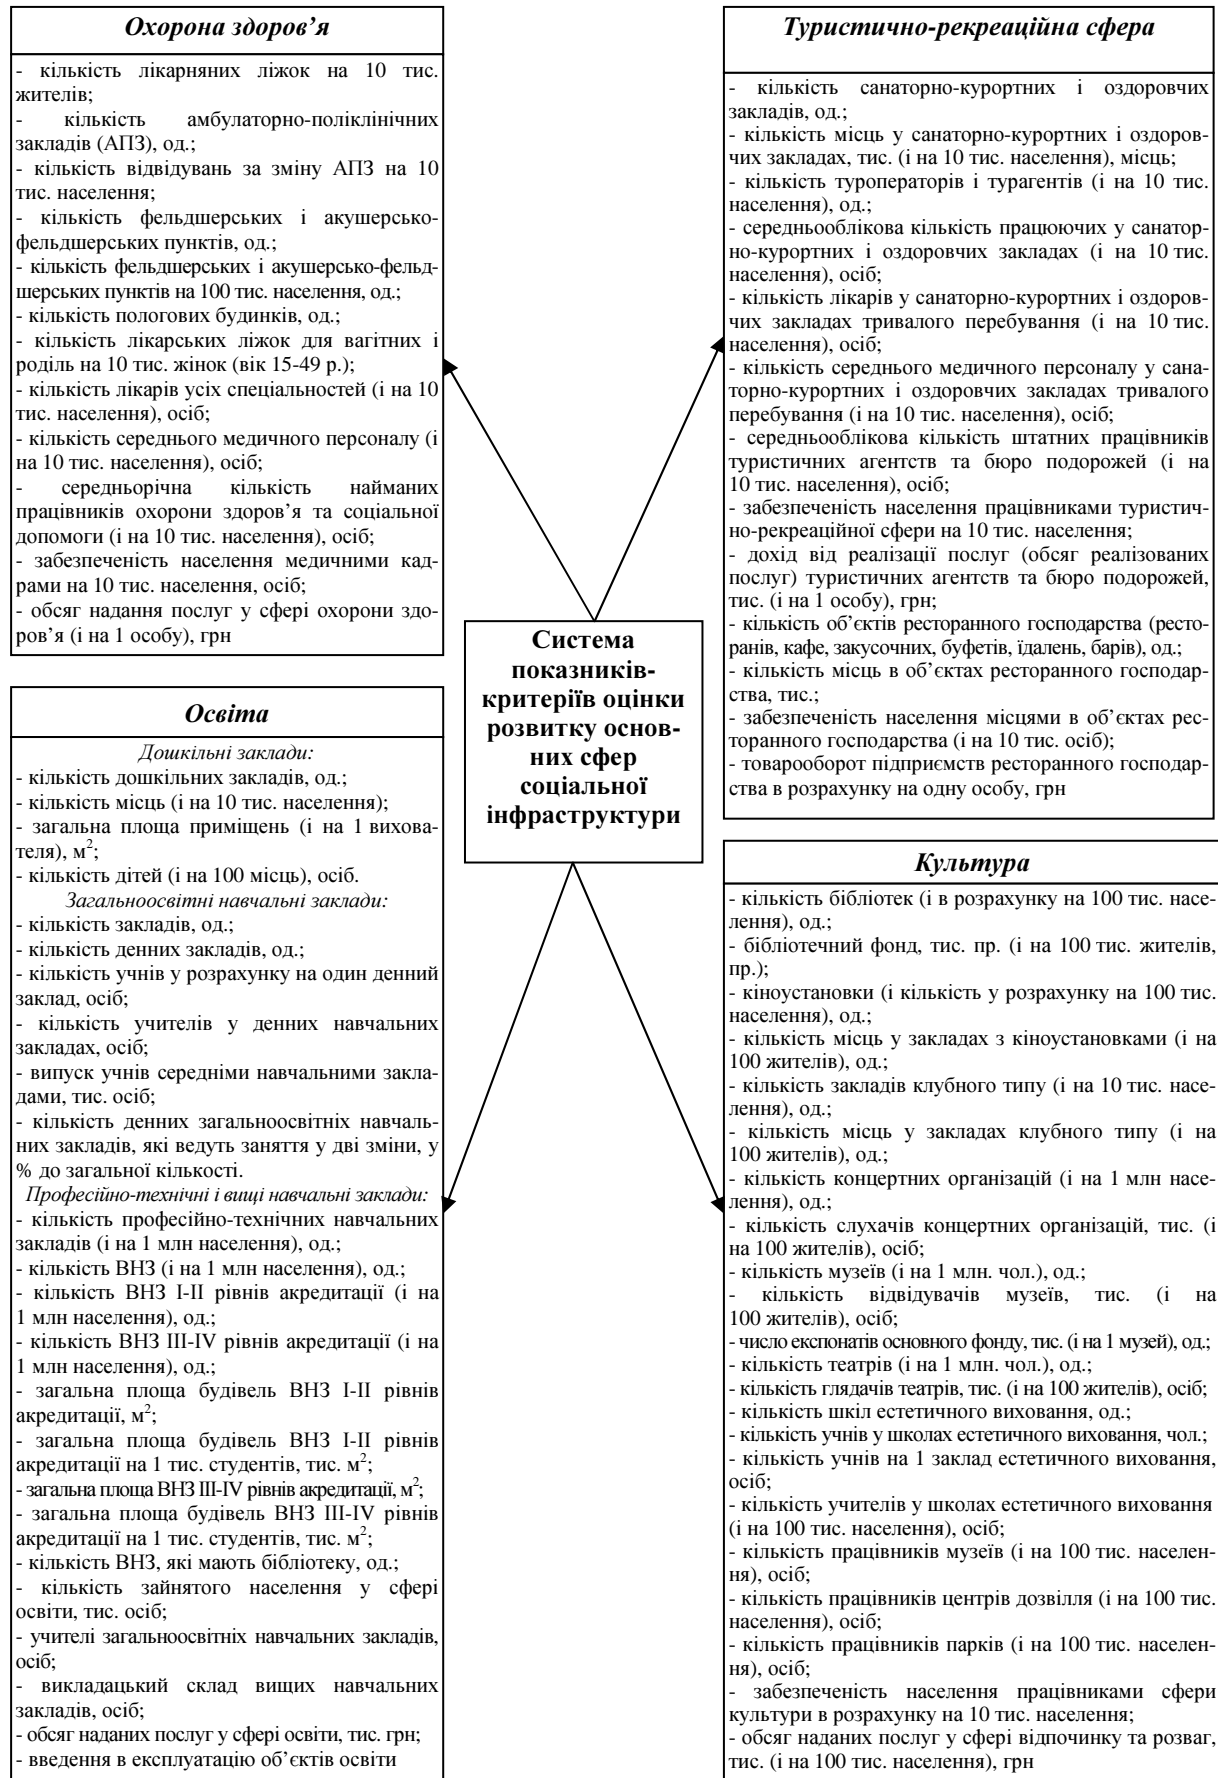 Охорона здоров’я
- кількість лікарняних ліжок на 10 тис.
жителів;
- кількість амбулаторно-поліклінічних
закладів (АПЗ), од.;
- кількість відвідувань за зміну АПЗ на 10
тис. населення;
- кількість фельдшерських і акушерсько-
фельдшерських пунктів, од.;
- кількість фельдшерських і акушерсько-фельд-
шерських пунктів на 100 тис. населення, од.;
- кількість пологових будинків, од.;
- кількість лікарських ліжок для вагітних і
роділь на 10 тис. жінок (вік 15-49 р.);
- кількість лікарів усіх спеціальностей (і на 10
тис. населення), осіб;
- кількість середнього медичного персоналу (і
на 10 тис. населення), осіб;
- середньорічна кількість найманих
працівників охорони здоров’я та соціальної
допомоги (і на 10 тис. населення), осіб;
- забезпеченість населення медичними кад-
рами на 10 тис. населення, осіб;
- обсяг надання послуг у сфері охорони здо-
ров’я (і на 1 особу), грн
Освіта
Дошкільні заклади:
- кількість дошкільних закладів, од.;
- кількість місць (і на 10 тис. населення);
- загальна площа приміщень (і на 1 вихова-
теля), м²;
- кількість дітей (і на 100 місць), осіб.
Загальноосвітні навчальні заклади:
- кількість закладів, од.;
- кількість денних закладів, од.;
- кількість учнів у розрахунку на один денний
заклад, осіб;
- кількість учителів у денних навчальних
закладах, осіб;
- випуск учнів середніми навчальними закла-
дами, тис. осіб;
- кількість денних загальноосвітніх навчаль-
них закладів, які ведуть заняття у дві зміни, у
% до загальної кількості.
Професійно-технічні і вищі навчальні заклади:
- кількість професійно-технічних навчальних
закладів (і на 1 млн населення), од.;
- кількість ВНЗ (і на 1 млн населення), од.;
- кількість ВНЗ І-ІІ рівнів акредитації (і на
1 млн населення), од.;
- кількість ВНЗ ІІІ-IV рівнів акредитації (і на
1 млн населення), од.;
- загальна площа будівель ВНЗ І-ІІ рівнів
акредитації, м²;
- загальна площа будівель ВНЗ І-ІІ рівнів
акредитації на 1 тис. студентів, тис. м²;
- загальна площа ВНЗ ІІІ-IV рівнів акредитації, м²;
- загальна площа будівель ВНЗ ІІІ-IV рівнів
акредитації на 1 тис. студентів, тис. м²;
- кількість ВНЗ, які мають бібліотеку, од.;
- кількість зайнятого населення у сфері
освіти, тис. осіб;
- учителі загальноосвітніх навчальних закладів,
осіб;
- викладацький склад вищих навчальних
закладів, осіб;
- обсяг наданих послуг у сфері освіти, тис. грн;
- введення в експлуатацію об’єктів освіти
Система
показників-
критеріїв оцінки
розвитку основ-
них сфер
соціальної
інфраструктури
Туристично-рекреаційна сфера
- кількість санаторно-курортних і оздоровчих
закладів, од.;
- кількість місць у санаторно-курортних і оздоров-
чих закладах, тис. (і на 10 тис. населення), місць;
- кількість туроператорів і турагентів (і на 10 тис.
населення), од.;
- середньооблікова кількість працюючих у санатор-
но-курортних і оздоровчих закладах (і на 10 тис.
населення), осіб;
- кількість лікарів у санаторно-курортних і оздоров-
чих закладах тривалого перебування (і на 10 тис.
населення), осіб;
- кількість середнього медичного персоналу у сана-
торно-курортних і оздоровчих закладах тривалого
перебування (і на 10 тис. населення), осіб;
- середньооблікова кількість штатних працівників
туристичних агентств та бюро подорожей (і на
10 тис. населення), осіб;
- забезпеченість населення працівниками туристич-
но-рекреаційної сфери на 10 тис. населення;
- дохід від реалізації послуг (обсяг реалізованих
послуг) туристичних агентств та бюро подорожей,
тис. (і на 1 особу), грн;
- кількість об’єктів ресторанного господарства (ресто-
ранів, кафе, закусочних, буфетів, їдалень, барів), од.;
- кількість місць в об’єктах ресторанного господар-
ства, тис.;
- забезпеченість населення місцями в об’єктах рес-
торанного господарства (і на 10 тис. осіб);
- товарооборот підприємств ресторанного господар-
ства в розрахунку на одну особу, грн
Культура
- кількість бібліотек (і в розрахунку на 100 тис. насе-
лення), од.;
- бібліотечний фонд, тис. пр. (і на 100 тис. жителів,
пр.);
- кіноустановки (і кількість у розрахунку на 100 тис.
населення), од.;
- кількість місць у закладах з кіноустановками (і на
100 жителів), од.;
- кількість закладів клубного типу (і на 10 тис. насе-
лення), од.;
- кількість місць у закладах клубного типу (і на
100 жителів), од.;
- кількість концертних організацій (і на 1 млн насе-
лення), од.;
- кількість слухачів концертних організацій, тис. (і
на 100 жителів), осіб;
- кількість музеїв (і на 1 млн. чол.), од.;
- кількість відвідувачів музеїв, тис. (і на
100 жителів), осіб;
- число експонатів основного фонду, тис. (і на 1 музей), од.;
- кількість театрів (і на 1 млн. чол.), од.;
- кількість глядачів театрів, тис. (і на 100 жителів), осіб;
- кількість шкіл естетичного виховання, од.;
- кількість учнів у школах естетичного виховання, чол.;
- кількість учнів на 1 заклад естетичного виховання,
осіб;
- кількість учителів у школах естетичного виховання
(і на 100 тис. населення), осіб;
- кількість працівників музеїв (і на 100 тис. населен-
ня), осіб;
- кількість працівників центрів дозвілля (і на 100 тис.
населення), осіб;
- кількість працівників парків (і на 100 тис. населен-
ня), осіб;
- забезпеченість населення працівниками сфери
культури в розрахунку на 10 тис. населення;
- обсяг наданих послуг у сфері відпочинку та розваг,
тис. (і на 100 тис. населення), грн